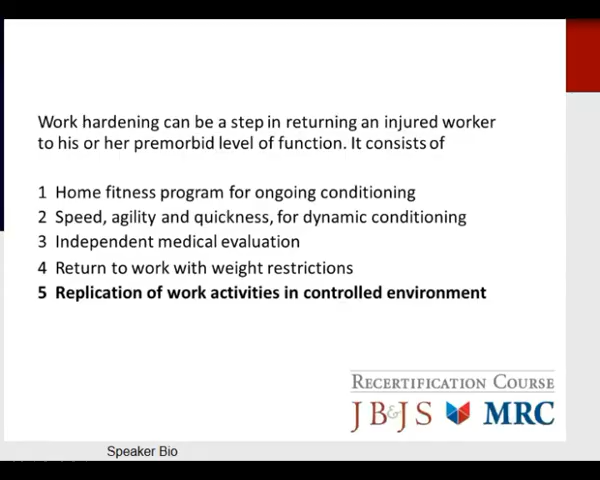 Work hardening can be a step in returning an injured worker
to his or her premorbid level of function. It consists of
1 Home fitness program for ongoing conditioning
2 Speed, agility and quickness, for dynamic conditioning
3 Independent medical evaluation
4 Return to work with weight restrictions
5 Replication of work activities in controlled environment
RECERTIFICATION COURSE
JB&JS MRC
Speaker Bio